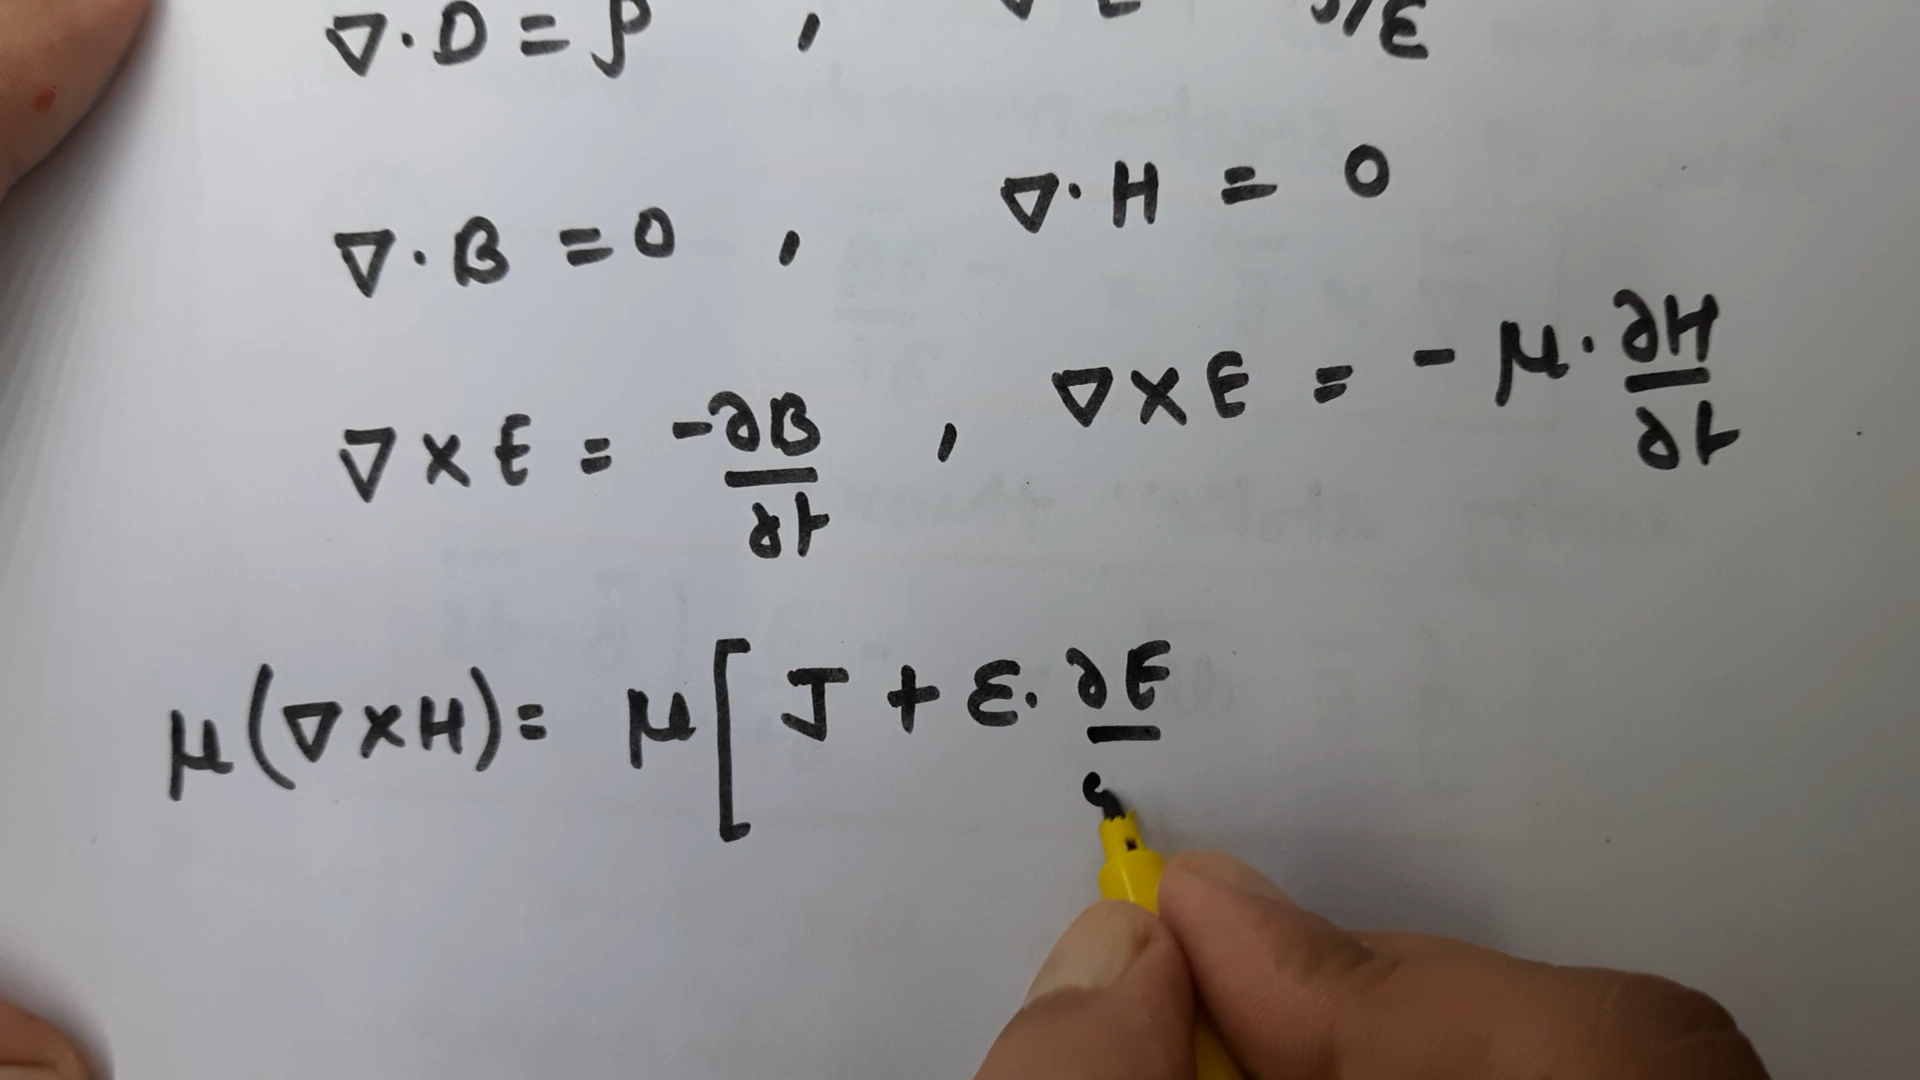 ∇·D = ρ , ∇ E ρ/ε
∇·B = 0 , ∇·H = 0
∇×E = -∂B/∂t , ∇×E = - μ·∂H/∂t
μ(∇×H) = μ[ J + ε·∂E